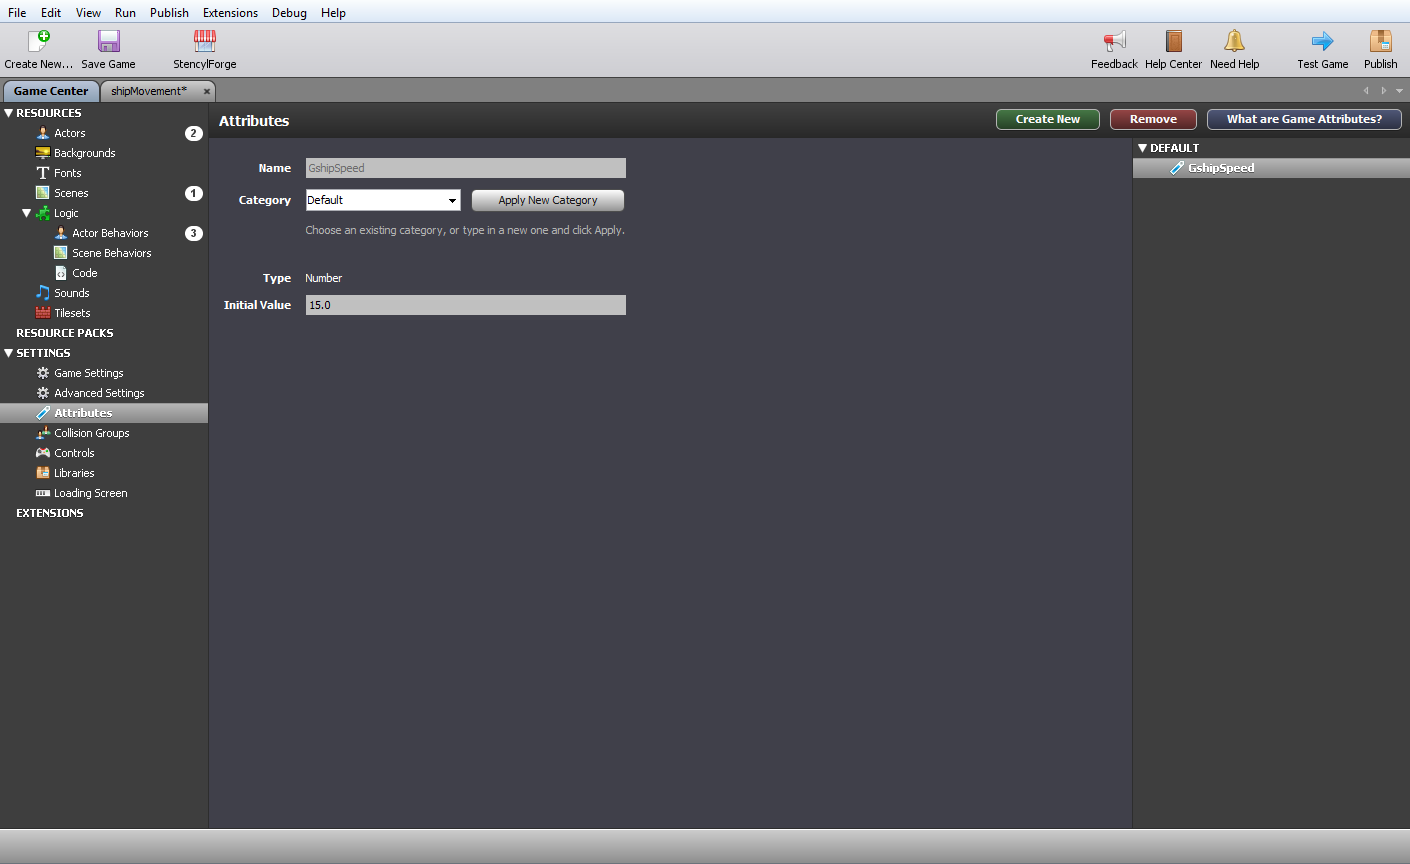 File Edit View Run Publish Extensions Debug Help
Create New... Save Game StencylForge Feedback Help Center Need Help Test Game Publish
Game Center shipMovement* ×
RESOURCES
Actors 2
Backgrounds
Fonts
Scenes 1
Logic
Actor Behaviors 3
Scene Behaviors
Code
Sounds
Tilesets
RESOURCE PACKS
SETTINGS
Game Settings
Advanced Settings
Attributes
Collision Groups
Controls
Libraries
Loading Screen
EXTENSIONS
Attributes Create New Remove What are Game Attributes?
Name GshipSpeed
Category Default Apply New Category
Choose an existing category, or type in a new one and click Apply.
Type Number
Initial Value 15.0
DEFAULT
GshipSpeed